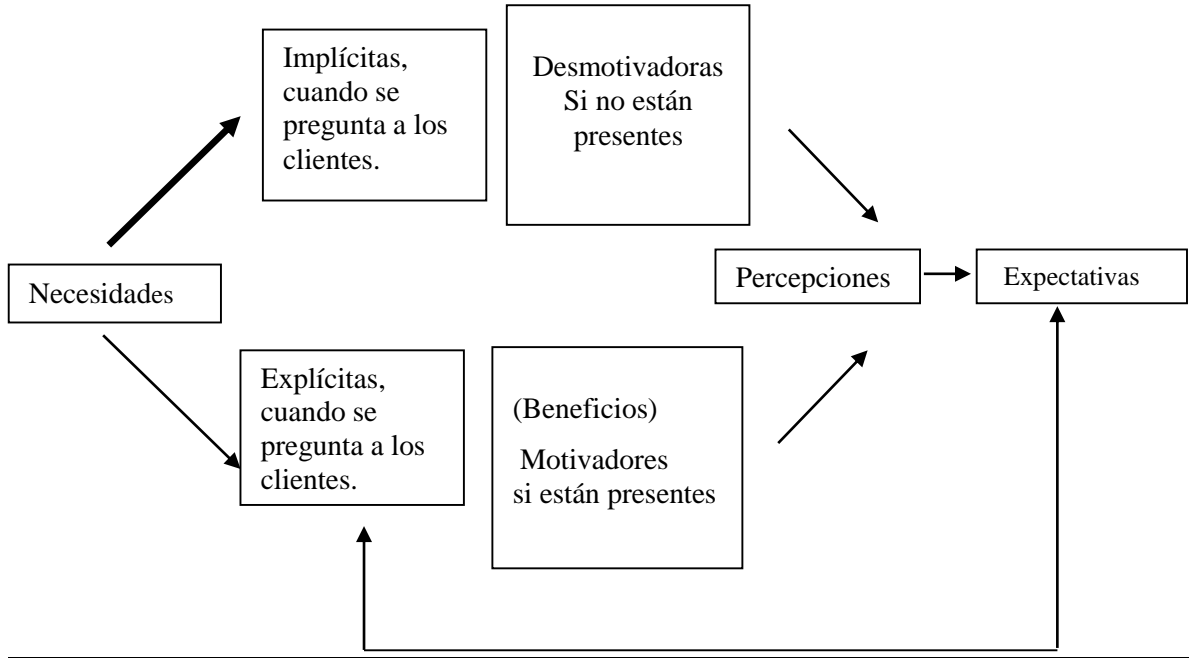 Implícitas,
cuando se
pregunta a los
clientes.
Desmotivadoras
Si no están
presentes
Necesidades
Percepciones
Expectativas
Explícitas,
cuando se
pregunta a los
clientes.
(Beneficios)
Motivadores
si están presentes